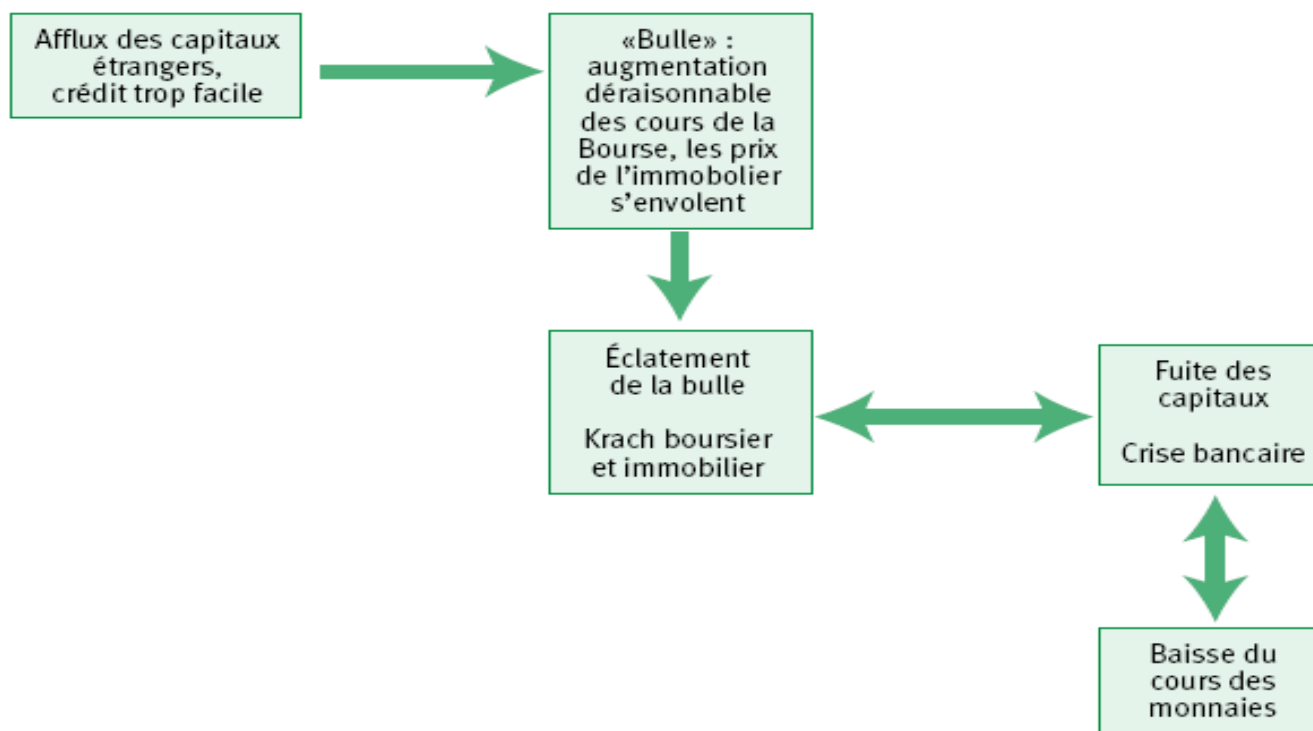 Afflux des capitaux
étrangers,
crédit trop facile
«Bulle» :
augmentation
déraisonnable
des cours de la
Bourse, les prix
de l'immobolier
s'envolent
Éclatement
de la bulle
Krach boursier
et immobilier
Fuite des
capitaux
Crise bancaire
Baisse du
cours des
monnaies